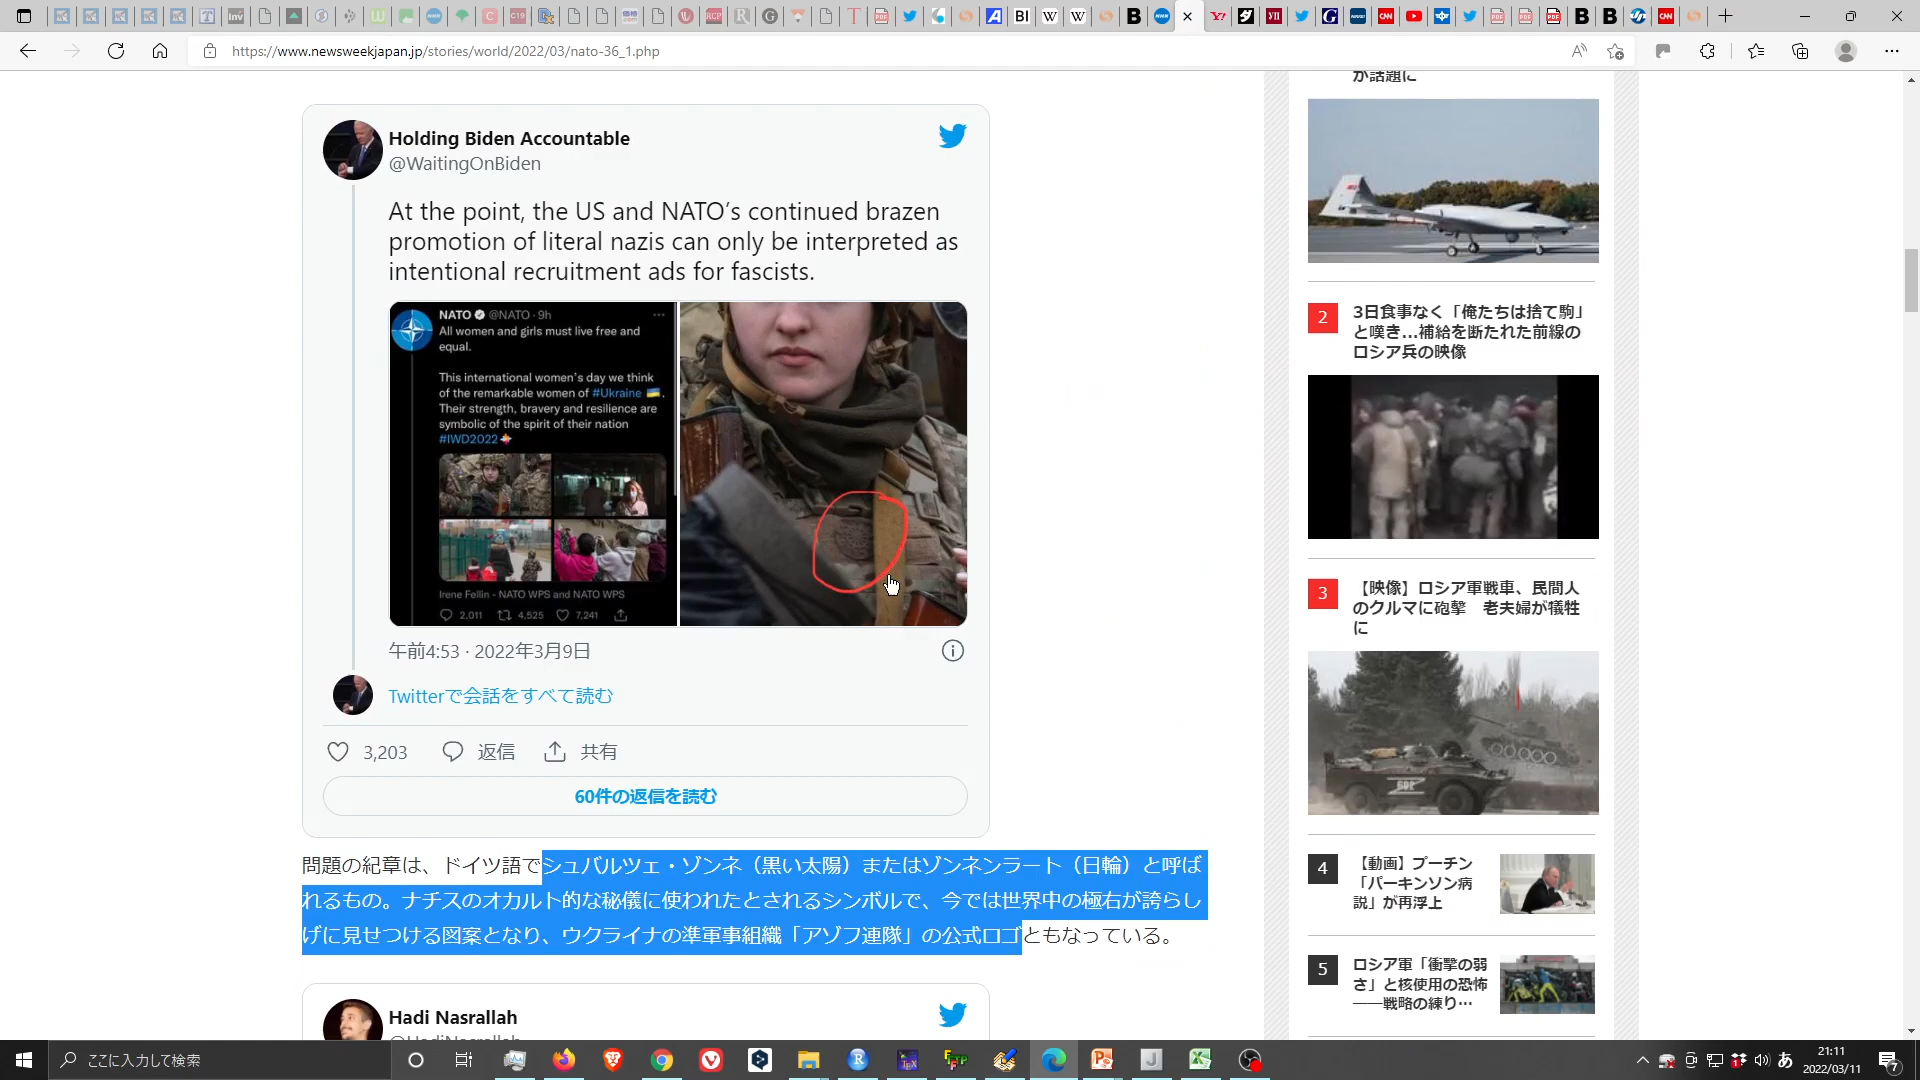 https://www.newsweekjapan.jp/stories/world/2022/03/nato-36_1.php
Holding Biden Accountable
@WaitingOnBiden
At the point, the US and NATO's continued brazen
promotion of literal nazis can only be interpreted as
intentional recruitment ads for fascists.
NATO @NATO · 9h
All women and girls must live free and
equal.
This international women's day we think
of the remarkable women of #Ukraine 🇺🇦.
Their strength, bravery and resilience are
symbolic of the spirit of their nation
#IWD2022
Irene Fellin - NATO WPS and NATO WPS
2,011 4,525 7,241
午前4:53 · 2022年3月9日
Twitterで会話をすべて読む
3,203 返信 共有
60件の返信を読む
問題の紀章は、ドイツ語でシュバルツェ・ゾンネ（黒い太陽）またはゾンネンラート（日輪）と呼ば
れるもの。ナチスのオカルト的な秘儀に使われたとされるシンボルで、今では世界中の極右が誇らし
げに見せつける図案となり、ウクライナの準軍事組織「アゾフ連隊」の公式ロゴともなっている。
Hadi Nasrallah
が話題に
2
3日食事なく「俺たちは捨て駒」
と嘆き...補給を断たれた前線の
ロシア兵の映像
3
【映像】ロシア軍戦車、民間人
のクルマに砲撃 老夫婦が犠牲
に
4
【動画】プーチン
「パーキンソン病
説」が再浮上
5
ロシア軍「衝撃の弱
さ」と核使用の恐怖
──戦略の練り…
ここに入力して検索
あ
21:11
2022/03/11
7